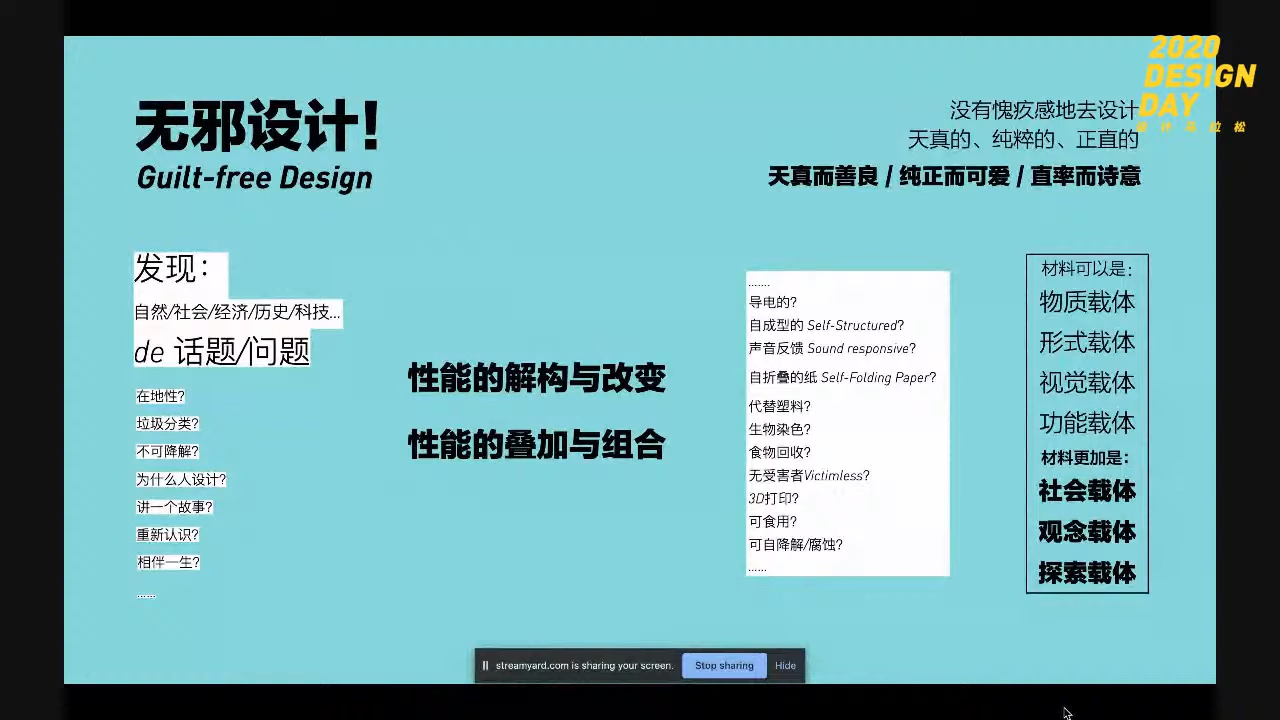 无邪设计!
Guilt-free Design
没有愧疚感地去设计
天真的、纯粹的、正直的
天真而善良 / 纯正而可爱 / 直率而诗意
2020
DESIGN
DAY
设计马拉松
发现:
自然/社会/经济/历史/科技...
de 话题/问题
在地性?
垃圾分类?
不可降解?
为什么人设计?
讲一个故事?
重新认识?
相伴一生?
......
性能的解构与改变
性能的叠加与组合
.......
导电的?
自成型的 Self-Structured?
声音反馈 Sound responsive?
自折叠的纸 Self-Folding Paper?
代替塑料?
生物染色?
食物回收?
无受害者Victimless?
3D打印?
可食用?
可自降解/腐蚀?
......
材料可以是:
物质载体
形式载体
视觉载体
功能载体
材料更加是:
社会载体
观念载体
探索载体
streamyard.com is sharing your screen.
Stop sharing
Hide